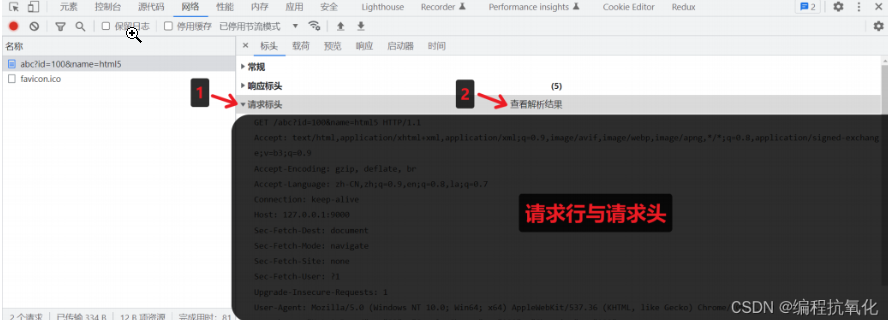 元素 控制台 源代码 网络 性能 内存 应用 安全 Lighthouse Recorder Performance insights Cookie Editor Redux 2
保留日志 停用缓存 已停用节流模式
名称
× 标头 载荷 预览 响应 启动器 时间
abc?id=100&name=html5
favicon.ico
常规
响应标头 (5)
1
2
请求标头 查看解析结果
GET /abc?id=100&name=html5 HTTP/1.1
Accept: text/html,application/xhtml+xml,application/xml;q=0.9,image/avif,image/webp,image/apng,*/*;q=0.8,application/signed-exchang
e;v=b3;q=0.9
Accept-Encoding: gzip, deflate, br
Accept-Language: zh-CN,zh;q=0.9,en;q=0.8,la;q=0.7
Connection: keep-alive
Host: 127.0.0.1:9000
请求行与请求头
Sec-Fetch-Dest: document
Sec-Fetch-Mode: navigate
Sec-Fetch-Site: none
Sec-Fetch-User: ?1
Upgrade-Insecure-Requests: 1
User-Agent: Mozilla/5.0 (Windows NT 10.0; Win64; x64) AppleWebKit/537.36 (KHTML, like Gecko) Chrome
2 个请求 已传输 334 B 12 B 项资源 完成用时: 81
CSDN @编程抗氧化